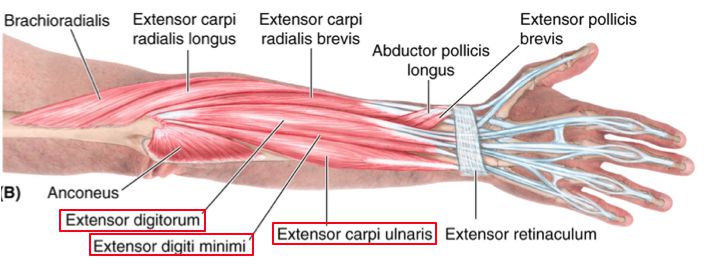 Brachioradialis
Extensor carpi
radialis longus
Extensor carpi
radialis brevis
Abductor pollicis
longus
Extensor pollicis
brevis
(B)
Anconeus
Extensor digitorum
Extensor digiti minimi
Extensor carpi ulnaris
Extensor retinaculum